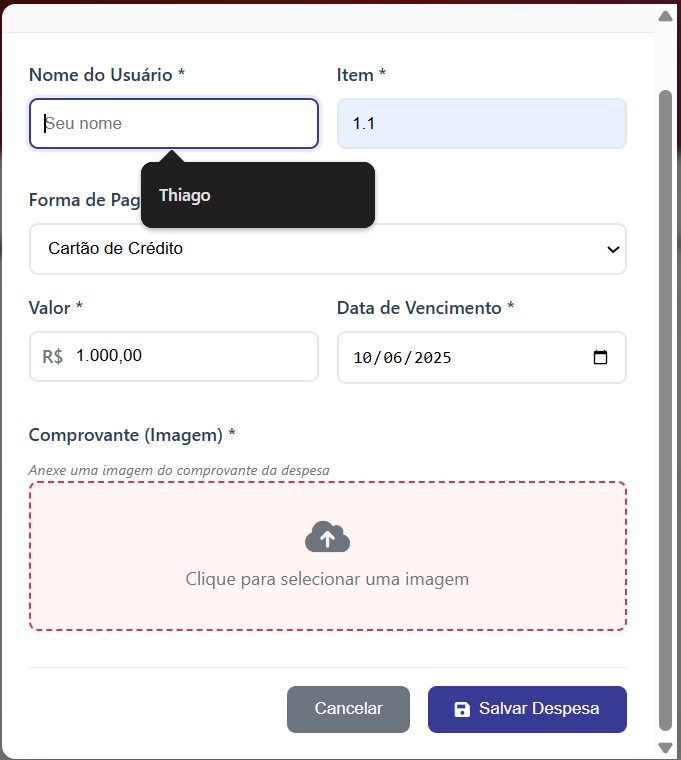 Nome do Usuário *
Item *
Seu nome
1.1
Thiago
Forma de Pag
Cartão de Crédito
Valor *
Data de Vencimento *
R$ 1.000,00
10/06/2025
Comprovante (Imagem) *
Anexe uma imagem do comprovante da despesa
Clique para selecionar uma imagem
Cancelar
Salvar Despesa